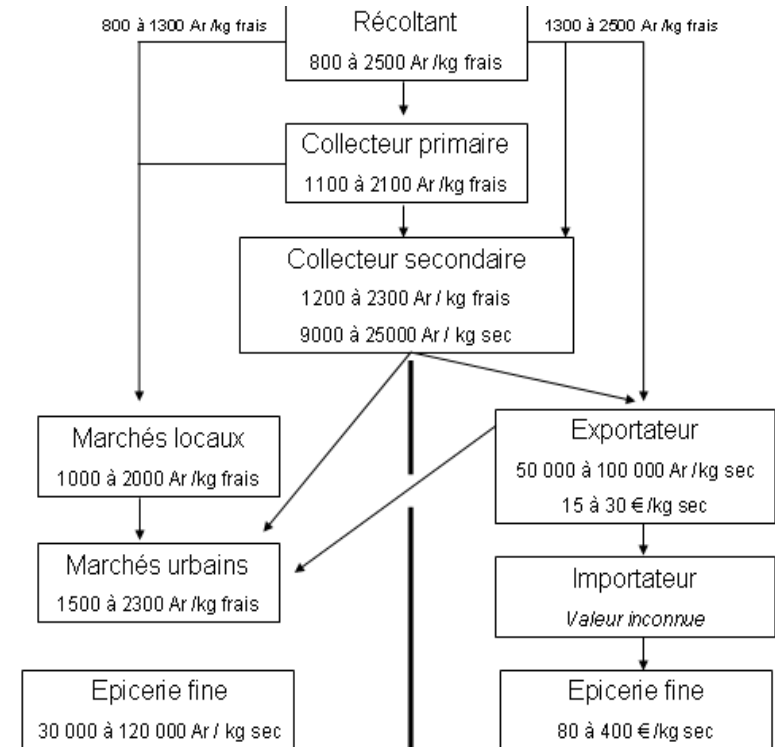 800 à 1300 Ar /kg frais
Récoltant
800 à 2500 Ar /kg frais
1300 à 2500 Ar /kg frais
Collecteur primaire
1100 à 2100 Ar /kg frais
Collecteur secondaire
1200 à 2300 Ar / kg frais
9000 à 25000 Ar / kg sec
Marchés locaux
1000 à 2000 Ar /kg frais
Exportateur
50 000 à 100 000 Ar /kg sec
15 à 30 €/kg sec
Marchés urbains
1500 à 2300 Ar /kg frais
Importateur
Valeur inconnue
Epicerie fine
30 000 à 120 000 Ar / kg sec
Epicerie fine
80 à 400 €/kg sec